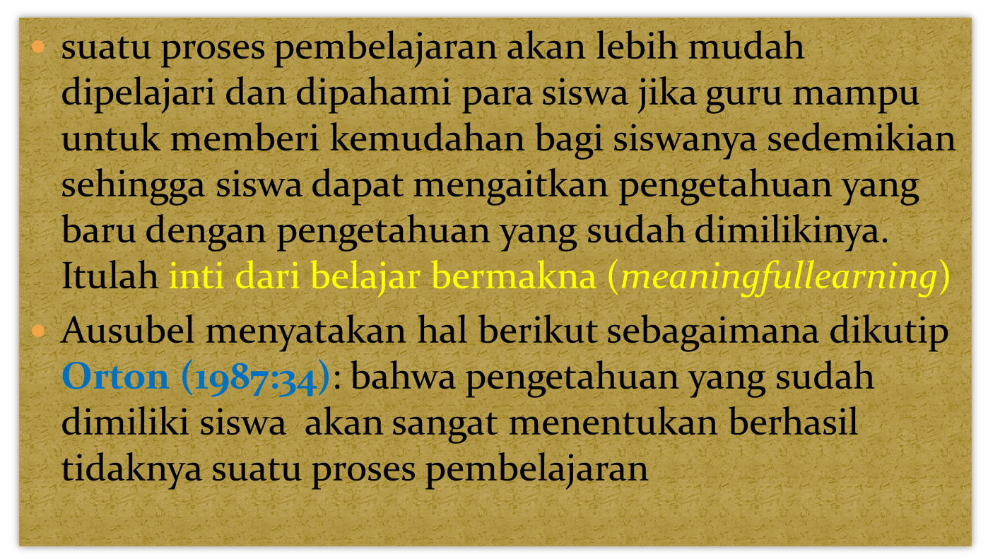 • suatu proses pembelajaran akan lebih mudah
dipelajari dan dipahami para siswa jika guru mampu
untuk memberi kemudahan bagi siswanya sedemikian
sehingga siswa dapat mengaitkan pengetahuan yang
baru dengan pengetahuan yang sudah dimilikinya.
Itulah inti dari belajar bermakna (meaningfullearning)
• Ausubel menyatakan hal berikut sebagaimana dikutip
Orton (1987:34): bahwa pengetahuan yang sudah
dimiliki siswa  akan sangat menentukan berhasil
tidaknya suatu proses pembelajaran